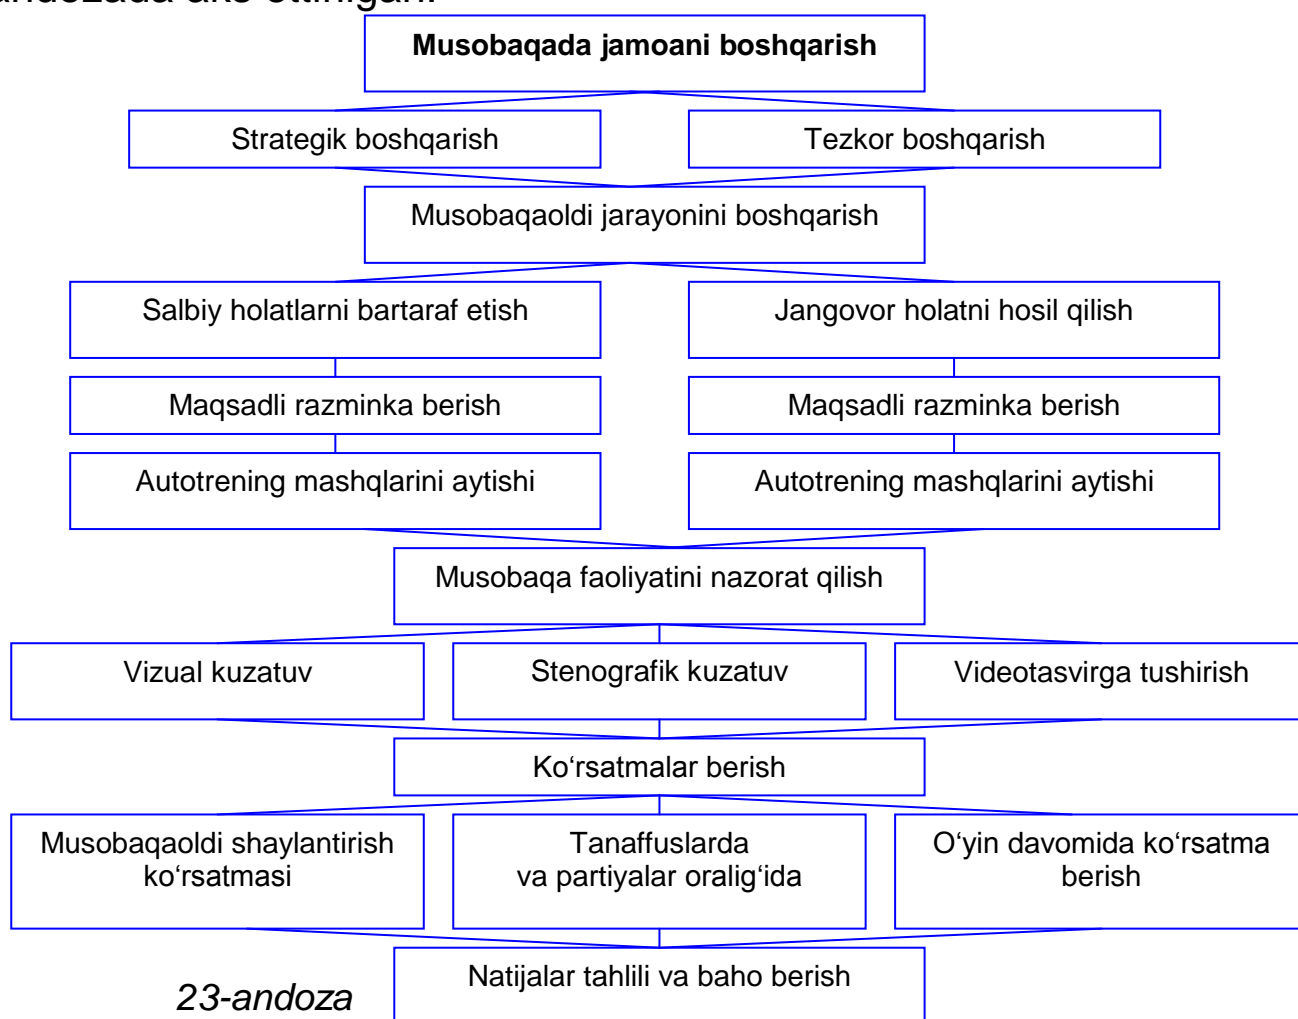 andozada aks ettirilgan.
Musobaqada jamoani boshqarish
Strategik boshqarish
Tezkor boshqarish
Musobaqaoldi jarayonini boshqarish
Salbiy holatlarni bartaraf etish
Jangovor holatni hosil qilish
Maqsadli razminka berish
Maqsadli razminka berish
Autotrening mashqlarini aytishi
Autotrening mashqlarini aytishi
Musobaqa faoliyatini nazorat qilish
Vizual kuzatuv
Stenografik kuzatuv
Videotasvirga tushirish
Ko‘rsatmalar berish
Musobaqaoldi shaylantirish
ko‘rsatmasi
Tanaffuslarda
va partiyalar oralig‘ida
O‘yin davomida ko‘rsatma
berish
Natijalar tahlili va baho berish
23-andoza